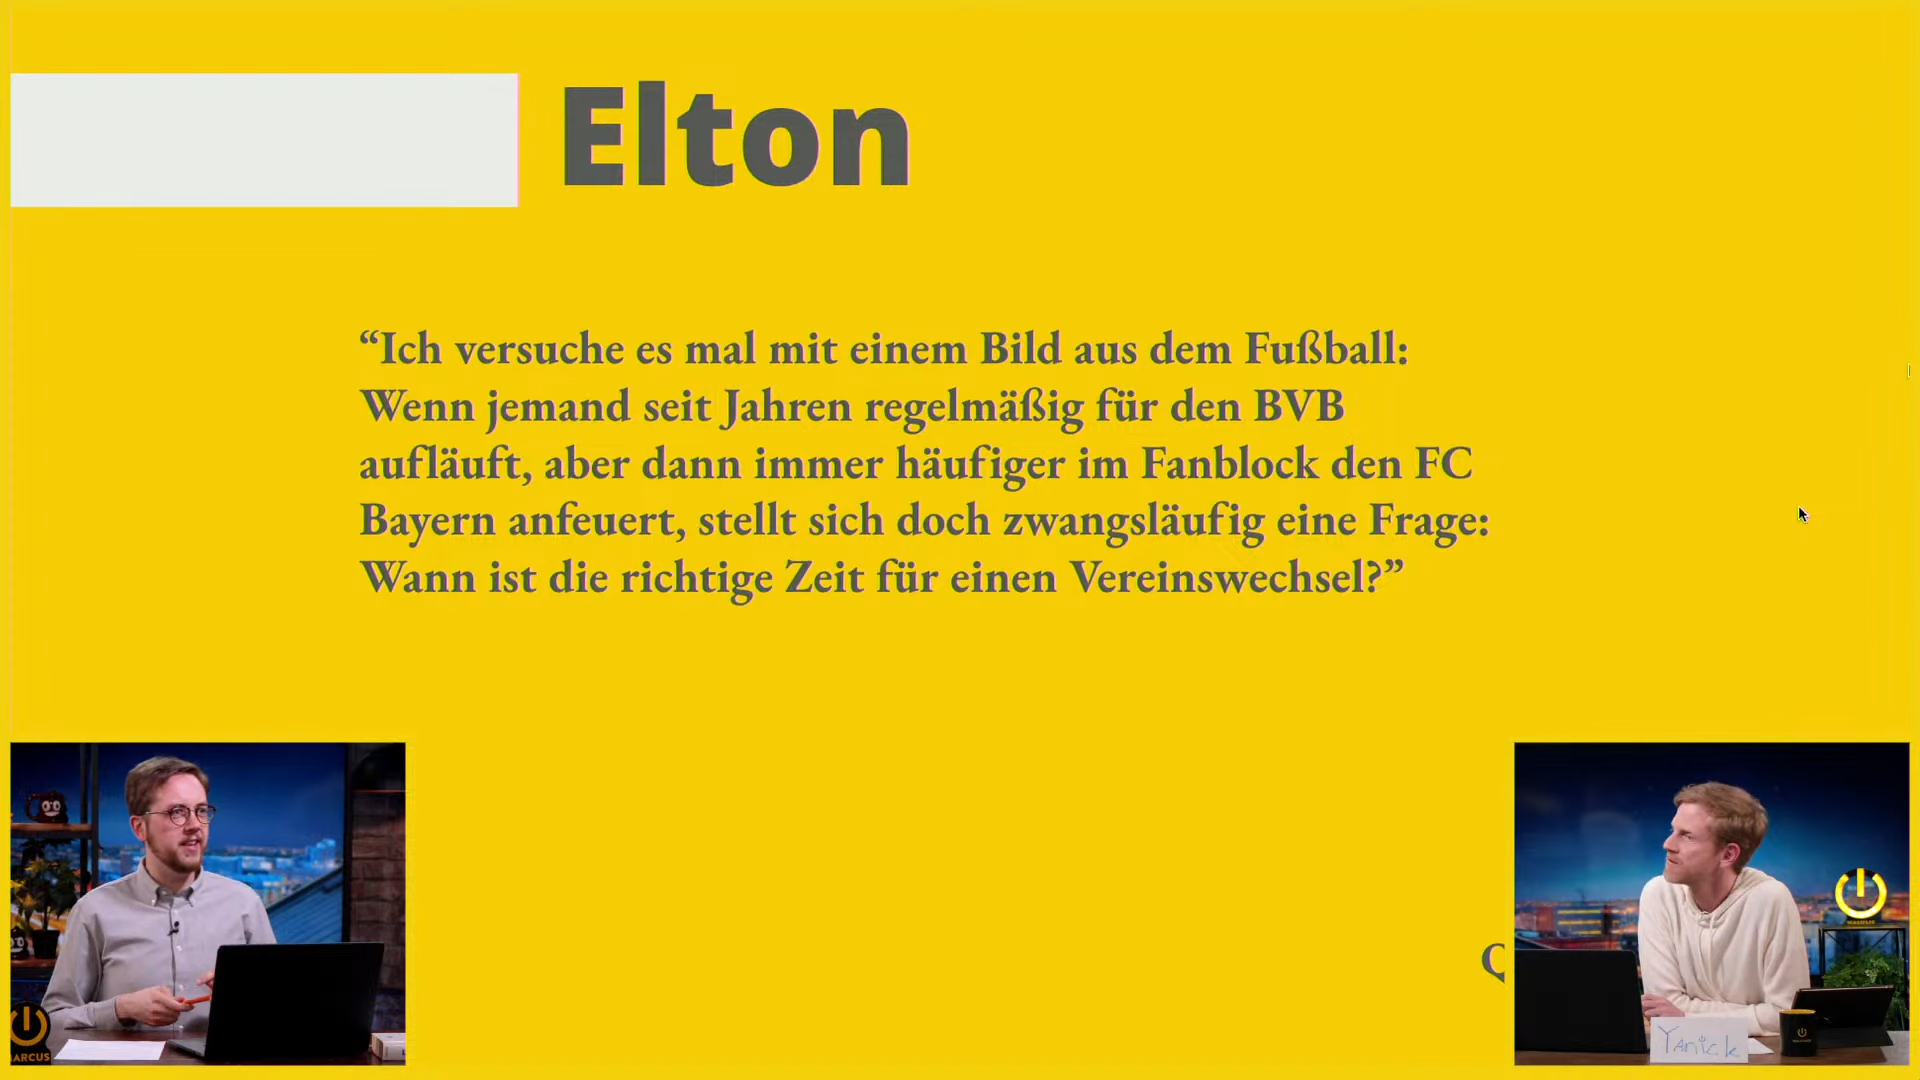 Elton
“Ich versuche es mal mit einem Bild aus dem Fußball:
Wenn jemand seit Jahren regelmäßig für den BVB
aufläuft, aber dann immer häufiger im Fanblock den FC
Bayern anfeuert, stellt sich doch zwangsläufig eine Frage:
Wann ist die richtige Zeit für einen Vereinswechsel?”
Q
MARCUS
Yanick